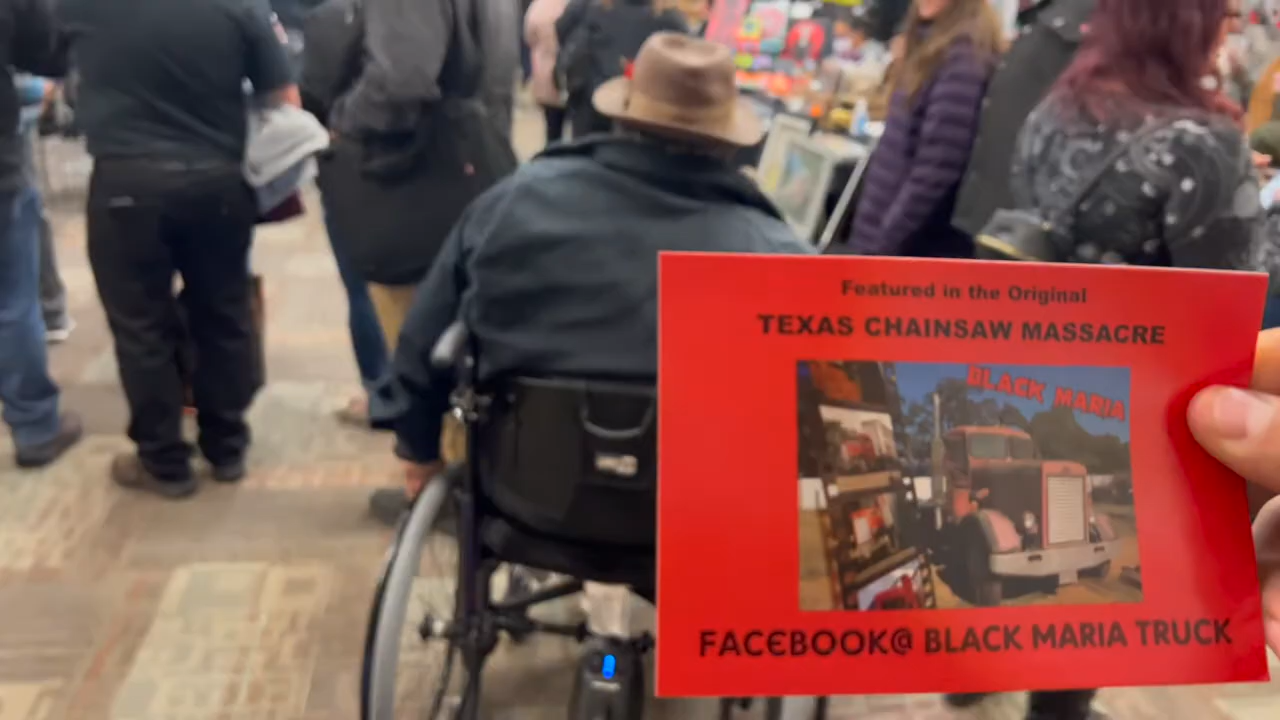 Featured in the Original
TEXAS CHAINSAW MASSACRE
BLACK MARIA
FACEBOOK@ BLACK MARIA TRUCK